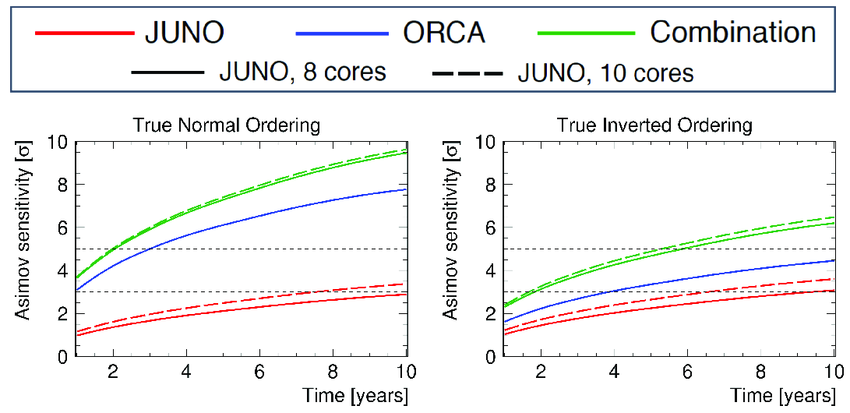 JUNO ORCA Combination
JUNO, 8 cores JUNO, 10 cores
True Normal Ordering
Asimov sensitivity [σ]
10
8
6
4
2
0
2 4 6 8 10
Time [years]
True Inverted Ordering
Asimov sensitivity [σ]
10
8
6
4
2
0
2 4 6 8 10
Time [years]